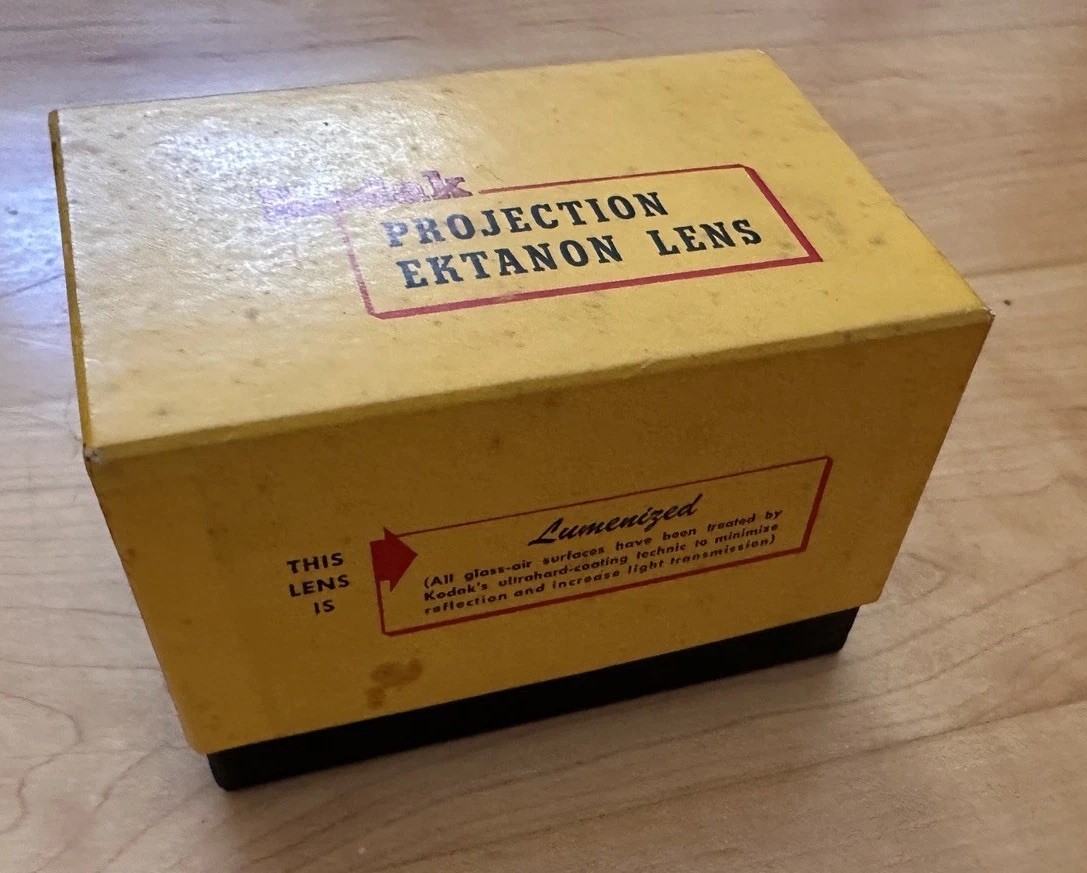 Kodak
PROJECTION
EKTANON LENS
THIS
LENS
IS
Lumenized
(All glass-air surfaces have been treated by
Kodak's ultrahard-coating technic to minimize
reflection and increase light transmission)